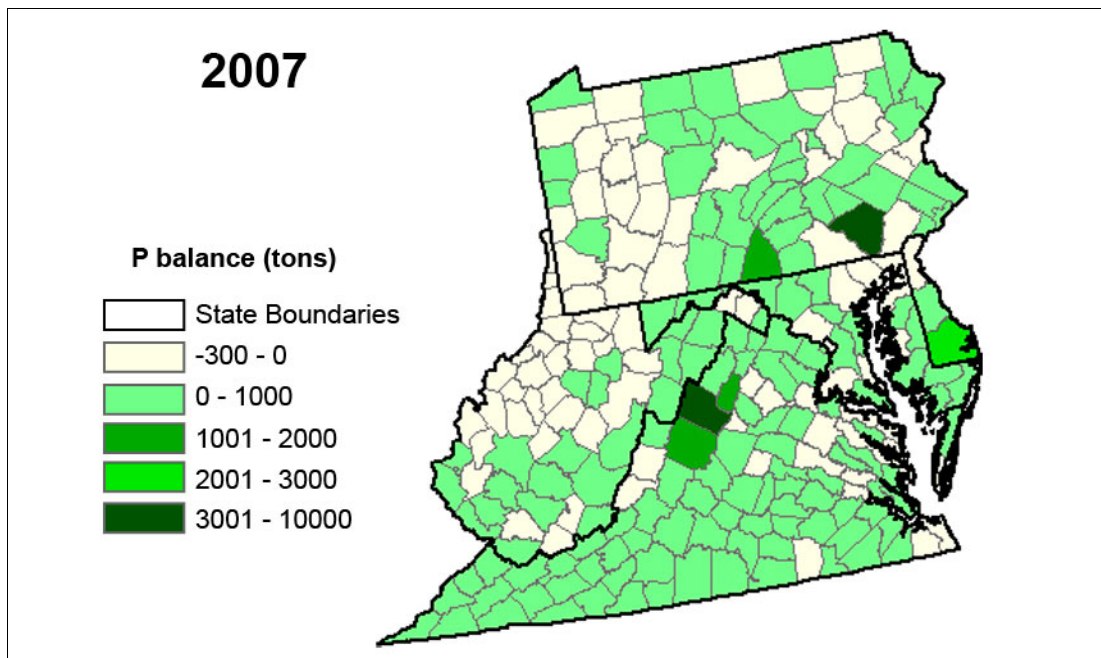 2007
P balance (tons)
State Boundaries
-300 - 0
0 - 1000
1001 - 2000
2001 - 3000
3001 - 10000